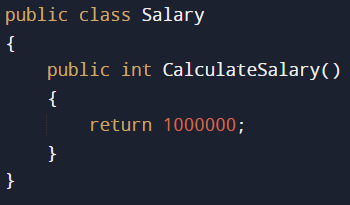 public class Salary
{
    public int CalculateSalary()
    {
        return 1000000;
    }
}